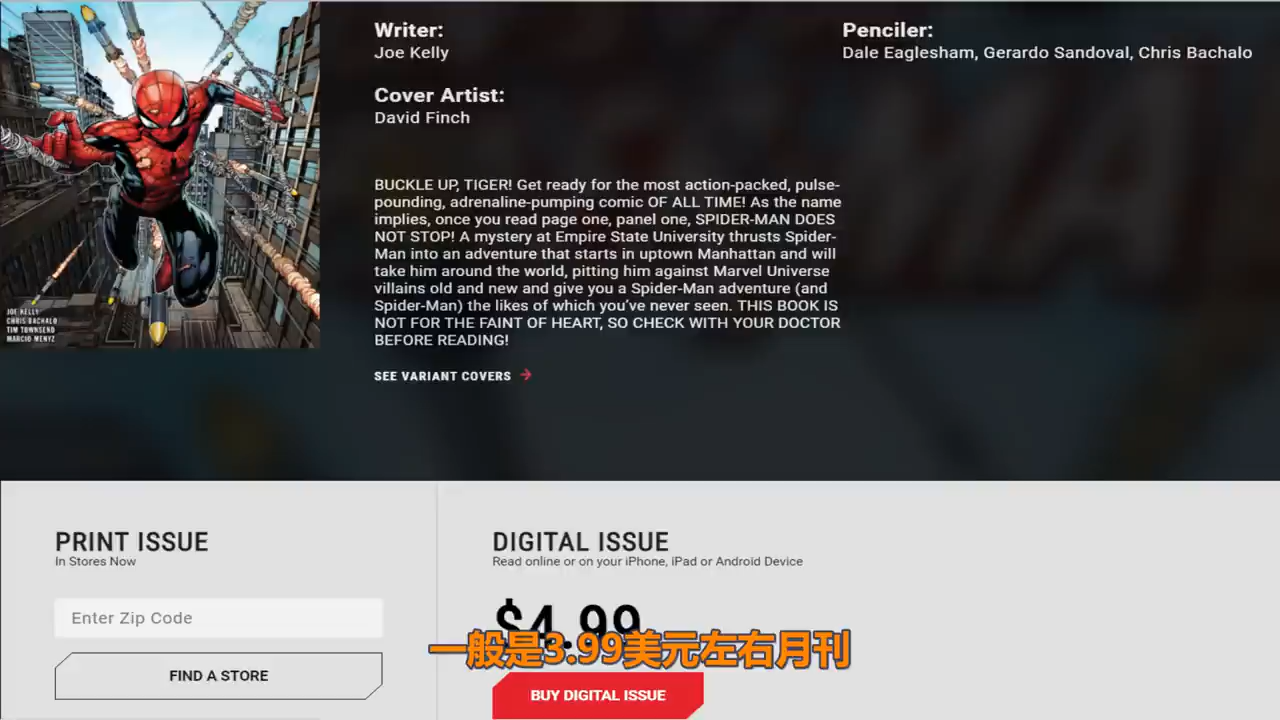 Writer:
Joe Kelly
Penciler:
Dale Eaglesham, Gerardo Sandoval, Chris Bachalo
Cover Artist:
David Finch
BUCKLE UP, TIGER! Get ready for the most action-packed, pulse-
pounding, adrenaline-pumping comic OF ALL TIME! As the name
implies, once you read page one, panel one, SPIDER-MAN DOES
NOT STOP! A mystery at Empire State University thrusts Spider-
Man into an adventure that starts in uptown Manhattan and will
take him around the world, pitting him against Marvel Universe
villains old and new and give you a Spider-Man adventure (and
Spider-Man) the likes of which you've never seen. THIS BOOK IS
NOT FOR THE FAINT OF HEART, SO CHECK WITH YOUR DOCTOR
BEFORE READING!
SEE VARIANT COVERS
JOE KELLY
CHRIS BACHALO
TIM TOWNSEND
MARCIO MENYZ
PRINT ISSUE
In Stores Now
Enter Zip Code
FIND A STORE
DIGITAL ISSUE
Read online or on your iPhone, iPad or Android Device
$4.99
一般是3.99美元左右月刊
BUY DIGITAL ISSUE